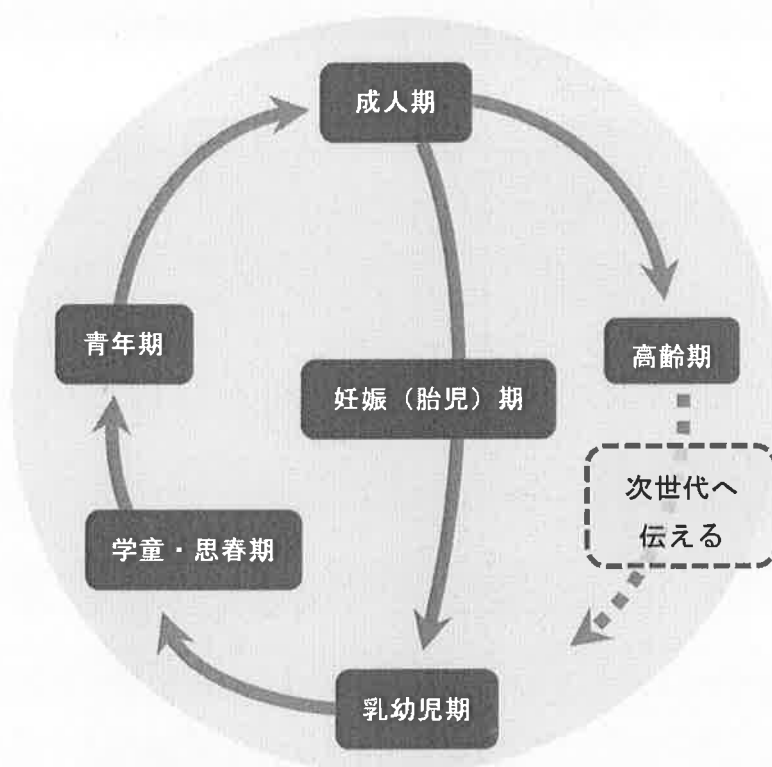 成人期
青年期
高齢期
妊娠（胎児）期
次世代へ
伝える
学童・思春期
乳幼児期